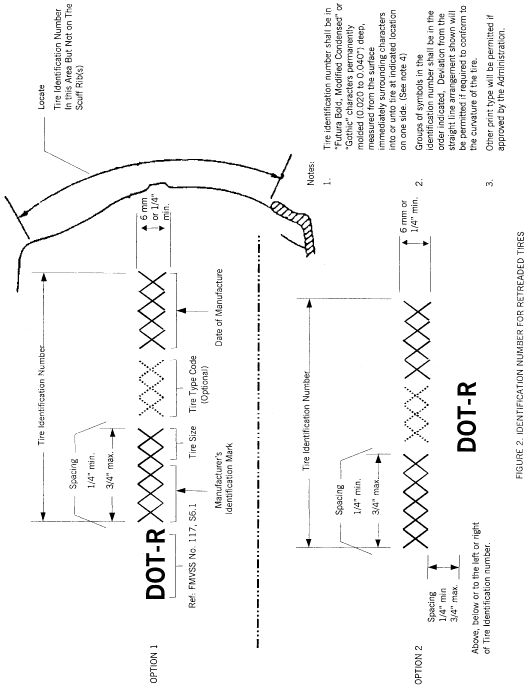 Locate
Tire Identification Number
In this Area But Not on The
Scuff Rib(s)
Tire Identification Number
Spacing
1/4" min.
3/4" max.
6 mm
or 1/4"
min.
DOT-R
Ref: FMVSS No. 117, S6.1
Manufacturer's
Identification Mark
Tire Size
Tire Type Code
(Optional)
Date of Manufacture
OPTION 1
Tire Identification Number
Spacing
1/4" min.
3/4" max.
6 mm or
1/4" min.
DOT-R
Spacing
1/4" min
3/4" max.
Above, below or to the left or right
of Tire Identification number.
OPTION 2
Notes:
1. Tire identification number shall be in
"Futura Bold, Modified Condensed" or
"Gothic" characters permanently
molded (0.020 to 0.040") deep,
measured from the surface
immediately surrounding characters
into or unto tire at indicated location
on one side. (See note 4)
2. Groups of symbols in the
identification number shall be in the
order indicated, Deviation from the
straight line arrangement shown will
be permitted if required to conform to
the curvature of the tire.
3. Other print type will be permitted if
approved by the Administration.
FIGURE 2. IDENTIFICATION NUMBER FOR RETREADED TIRES